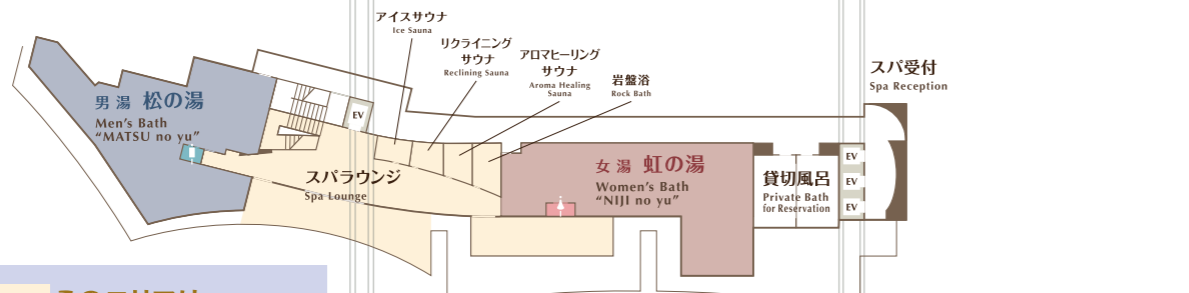 アイスサウナ
Ice Sauna
リクライニング
サウナ
Reclining Sauna
アロマヒーリング
サウナ
Aroma Healing
Sauna
岩盤浴
Rock Bath
スパ受付
Spa Reception
男湯 松の湯
Men's Bath
“MATSU no yu”
EV
スパラウンジ
Spa Lounge
女湯 虹の湯
Women's Bath
“NIJI no yu”
貸切風呂
Private Bath
for Reservation
EV
EV
EV